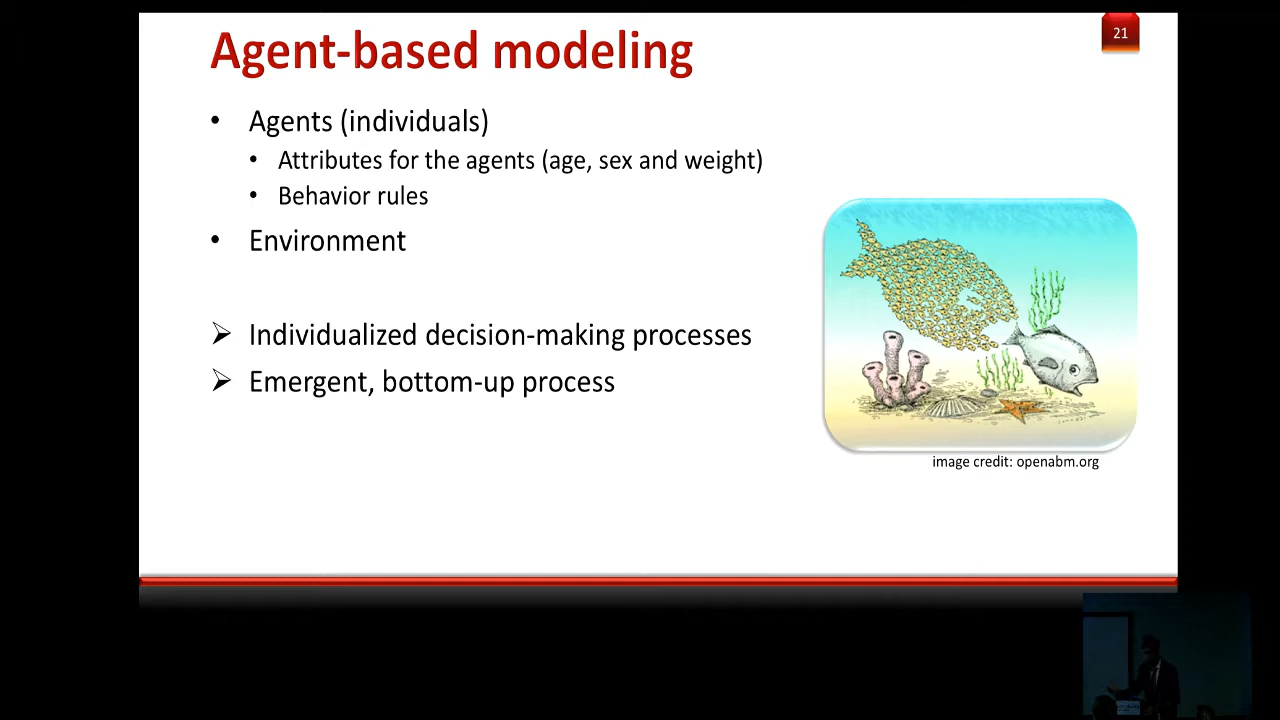 Agent-based modeling
21
• Agents (individuals)
• Attributes for the agents (age, sex and weight)
• Behavior rules
• Environment
➢ Individualized decision-making processes
➢ Emergent, bottom-up process
image credit: openabm.org